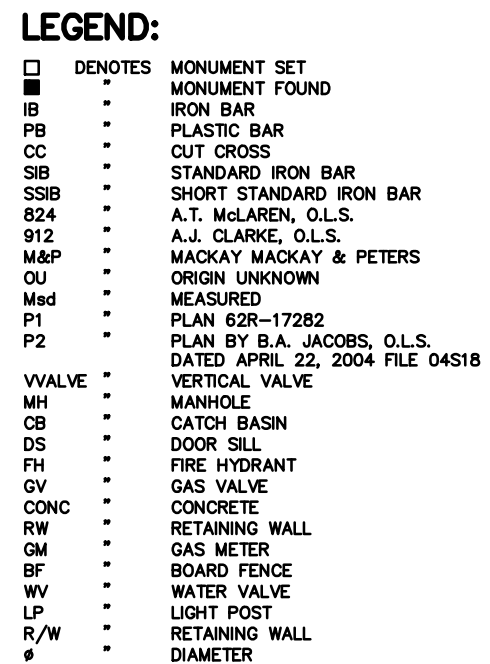 LEGEND:
□ DENOTES MONUMENT SET
■ " MONUMENT FOUND
IB " IRON BAR
PB " PLASTIC BAR
CC " CUT CROSS
SIB " STANDARD IRON BAR
SSIB " SHORT STANDARD IRON BAR
824 " A.T. McLAREN, O.L.S.
912 " A.J. CLARKE, O.L.S.
M&P " MACKAY MACKAY & PETERS
OU " ORIGIN UNKNOWN
Msd " MEASURED
P1 " PLAN 62R-17282
P2 " PLAN BY B.A. JACOBS, O.L.S.
DATED APRIL 22, 2004 FILE 04S18
VVALVE " VERTICAL VALVE
MH " MANHOLE
CB " CATCH BASIN
DS " DOOR SILL
FH " FIRE HYDRANT
GV " GAS VALVE
CONC " CONCRETE
RW " RETAINING WALL
GM " GAS METER
BF " BOARD FENCE
WV " WATER VALVE
LP " LIGHT POST
R/W " RETAINING WALL
ø " DIAMETER